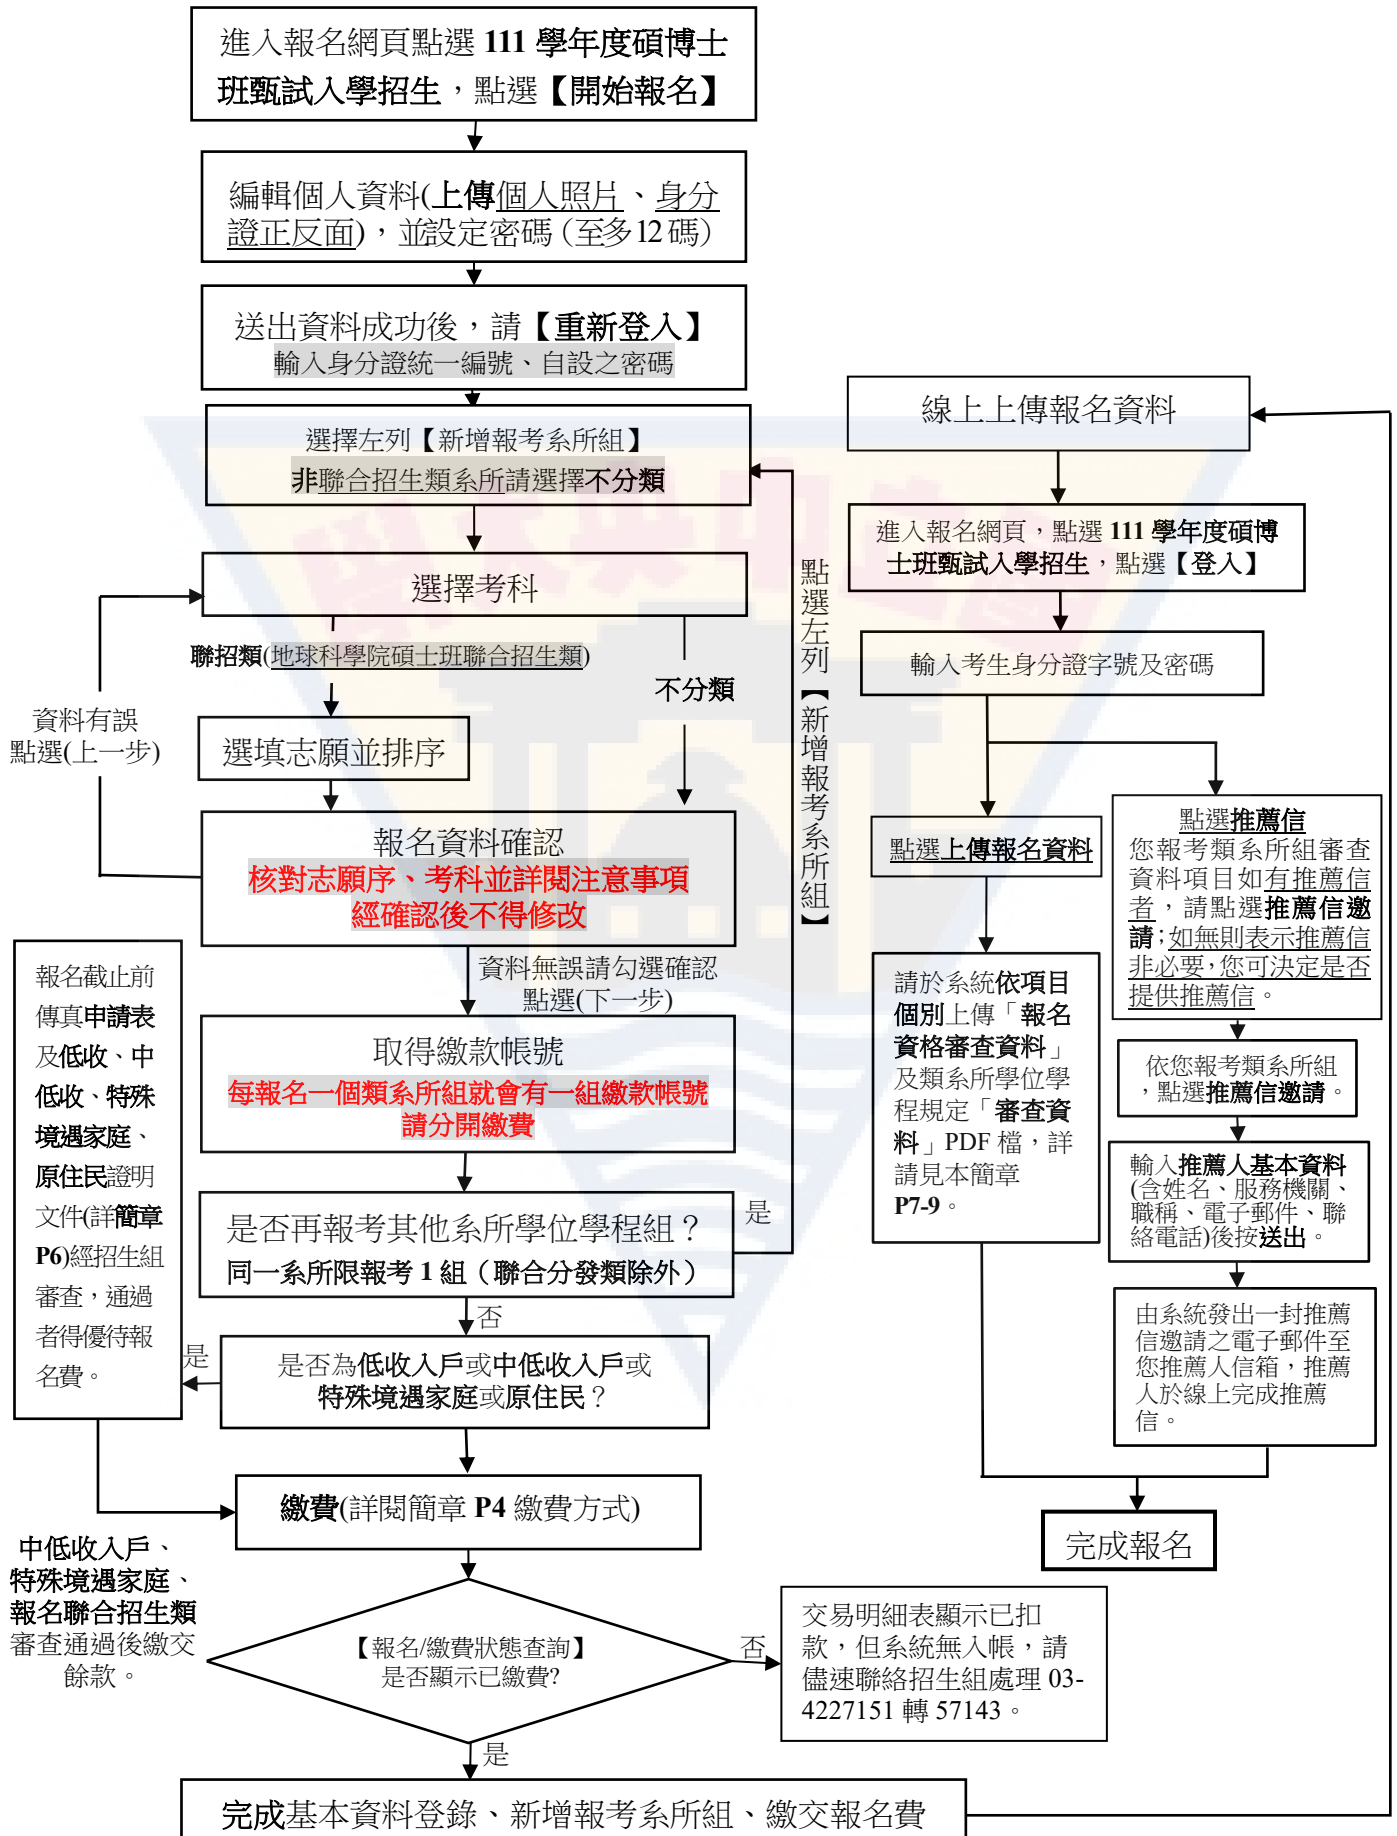 進入報名網頁點選 111 學年度碩博士
班甄試入學招生，點選【開始報名】
編輯個人資料(上傳個人照片、身分
證正反面)，並設定密碼（至多12碼）
送出資料成功後，請【重新登入】
輸入身分證統一編號、自設之密碼
選擇左列【新增報考系所組】
非聯合招生類系所請選擇不分類
選擇考科
聯招類(地球科學院碩士班聯合招生類)
不分類
資料有誤
點選(上一步)
選填志願並排序
報名資料確認
核對志願序、考科並詳閱注意事項
經確認後不得修改
資料無誤請勾選確認
點選(下一步)
取得繳款帳號
每報名一個類系所組就會有一組繳款帳號
請分開繳費
是否再報考其他系所學位學程組？
同一系所限報考 1 組（聯合分發類除外）
是
點選左列【新增報考系所組】
否
是否為低收入戶或中低收入戶或
特殊境遇家庭或原住民？
是
報名截止前
傳真申請表
及低收、中
低收、特殊
境遇家庭、
原住民證明
文件(詳簡章
P6)經招生組
審查，通過
者得優待報
名費。
繳費(詳閱簡章 P4 繳費方式)
中低收入戶、
特殊境遇家庭、
報名聯合招生類
審查通過後繳交
餘款。
【報名/繳費狀態查詢】
是否顯示已繳費?
否
交易明細表顯示已扣
款，但系統無入帳，請
儘速聯絡招生組處理 03-
4227151 轉 57143。
是
完成基本資料登錄、新增報考系所組、繳交報名費
線上上傳報名資料
進入報名網頁，點選 111 學年度碩博
士班甄試入學招生，點選【登入】
輸入考生身分證字號及密碼
點選上傳報名資料
請於系統依項目
個別上傳「報名
資格審查資料」
及類系所學位學
程規定「審查資
料」PDF 檔，詳
請見本簡章
P7-9。
點選推薦信
您報考類系所組審查
資料項目如有推薦信
者，請點選推薦信邀
請；如無則表示推薦信
非必要，您可決定是否
提供推薦信。
依您報考類系所組
，點選推薦信邀請。
輸入推薦人基本資料
(含姓名、服務機關、
職稱、電子郵件、聯
絡電話)後按送出。
由系統發出一封推薦
信邀請之電子郵件至
您推薦人信箱，推薦
人於線上完成推薦
信。
完成報名
學大央中立國